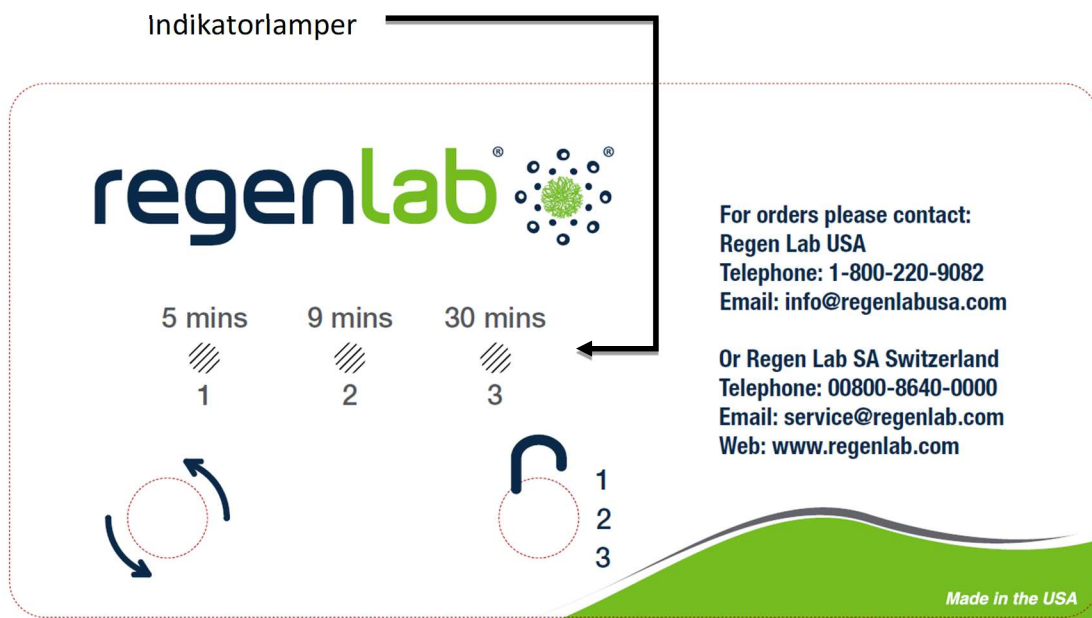 Indikatorlamper
regenlab® ®
5 mins 9 mins 30 mins
1 2 3
1
2
3
For orders please contact:
Regen Lab USA
Telephone: 1-800-220-9082
Email: info@regenlabusa.com
Or Regen Lab SA Switzerland
Telephone: 00800-8640-0000
Email: service@regenlab.com
Web: www.regenlab.com
Made in the USA